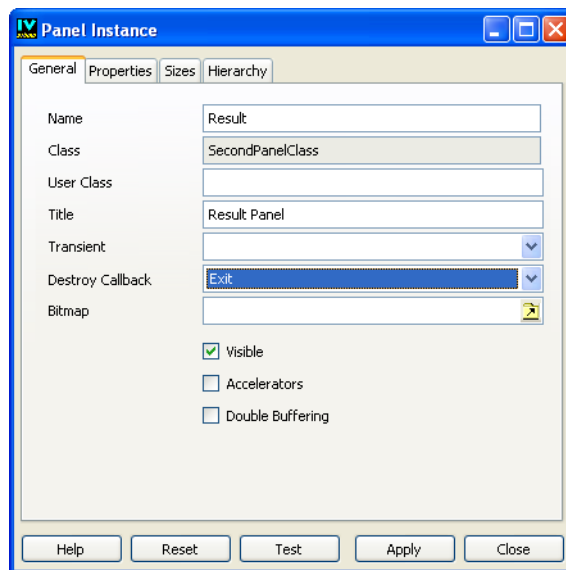 Panel Instance
General Properties Sizes Hierarchy
Name Result
Class SecondPanelClass
User Class
Title Result Panel
Transient
Destroy Callback Exit
Bitmap
Visible
Accelerators
Double Buffering
Help Reset Test Apply Close